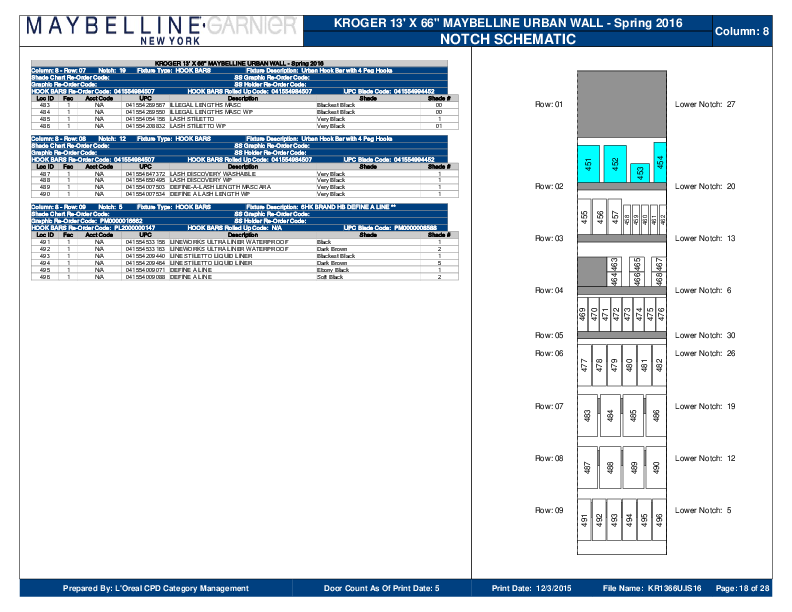 MAYBELLINE GARNIER
NEW YORK
KROGER 13' X 66" MAYBELLINE URBAN WALL - Spring 2016
NOTCH SCHEMATIC
Column: 8
KROGER 13' X 66" MAYBELLINE URBAN WALL - Spring 2016
Column: 8 - Row: 07 Notch: 19 Fixture Type: HOOK BARS Fixture Description: Urban Hook Bar with 4 Peg Hooks
Shade Chart Re-Order Code: SS Graphic Re-Order Code:
Graphic Re-Order Code: SS Holder Re-Order Code:
HOOK BARS Re-Order Code: 041554984507 HOOK BARS Rolled Up Code: 041554984507 UPC Blade Code: 041554994452
Loc ID Fac Acct Code UPC Description Shade Shade #
483 1 N/A 041554269567 ILLEGAL LENGTHS MASC Blackest Black 00
484 1 N/A 041554269550 ILLEGAL LENGTHS MASC WP Blackest Black 00
485 1 N/A 041554054156 LASH STILETTO Very Black 1
486 1 N/A 041554208832 LASH STILETTO WP Very Black 01
Column: 8 - Row: 08 Notch: 12 Fixture Type: HOOK BARS Fixture Description: Urban Hook Bar with 4 Peg Hooks
Shade Chart Re-Order Code: SS Graphic Re-Order Code:
Graphic Re-Order Code: SS Holder Re-Order Code:
HOOK BARS Re-Order Code: 041554984507 HOOK BARS Rolled Up Code: 041554984507 UPC Blade Code: 041554994452
Loc ID Fac Acct Code UPC Description Shade Shade #
487 1 N/A 041554647372 LASH DISCOVERY WASHABLE Very Black 1
488 1 N/A 041554650495 LASH DISCOVERY WP Very Black 1
489 1 N/A 041554007503 DEFINE-A-LASH LENGTH MASCARA Very Black 1
490 1 N/A 041554007534 DEFINE A LASH LENGTH WP Very Black 1
Column: 8 - Row: 09 Notch: 5 Fixture Type: HOOK BARS Fixture Description: 6HK BRAND HB DEFINE A LINE **
Shade Chart Re-Order Code: SS Graphic Re-Order Code:
Graphic Re-Order Code: PM0000016662 SS Holder Re-Order Code:
HOOK BARS Re-Order Code: PL2000000147 HOOK BARS Rolled Up Code: N/A UPC Blade Code: PM0000008588
Loc ID Fac Acct Code UPC Description Shade Shade #
491 1 N/A 041554533156 LINEWORKS ULTRA LINER WATERPROOF Black 1
492 1 N/A 041554533163 LINEWORKS ULTRA LINER WATERPROOF Dark Brown 2
493 1 N/A 041554209440 LINE STILETTO LIQUID LINER Blackest Black 1
494 1 N/A 041554209464 LINE STILETTO LIQUID LINER Dark Brown 5
495 1 N/A 041554009071 DEFINE A LINE Ebony Black 1
496 1 N/A 041554009088 DEFINE A LINE Soft Black 2
Row: 01 Lower Notch: 27
451 452 453 454
Row: 02 Lower Notch: 20
455 456 457 458 459 460 461 462
Row: 03 Lower Notch: 13
463 465 467
464 466 468
Row: 04 Lower Notch: 6
469 470 471 472 473 474 475 476
Row: 05 Lower Notch: 30
Row: 06 Lower Notch: 26
477 478 479 480 481 482
Row: 07 Lower Notch: 19
483 484 485 486
Row: 08 Lower Notch: 12
487 488 489 490
Row: 09 Lower Notch: 5
491 492 493 494 495 496
Prepared By: L'Oreal CPD Category Management Door Count As Of Print Date: 5 Print Date: 12/3/2015 File Name: KR1366UJS16 Page: 18 of 28